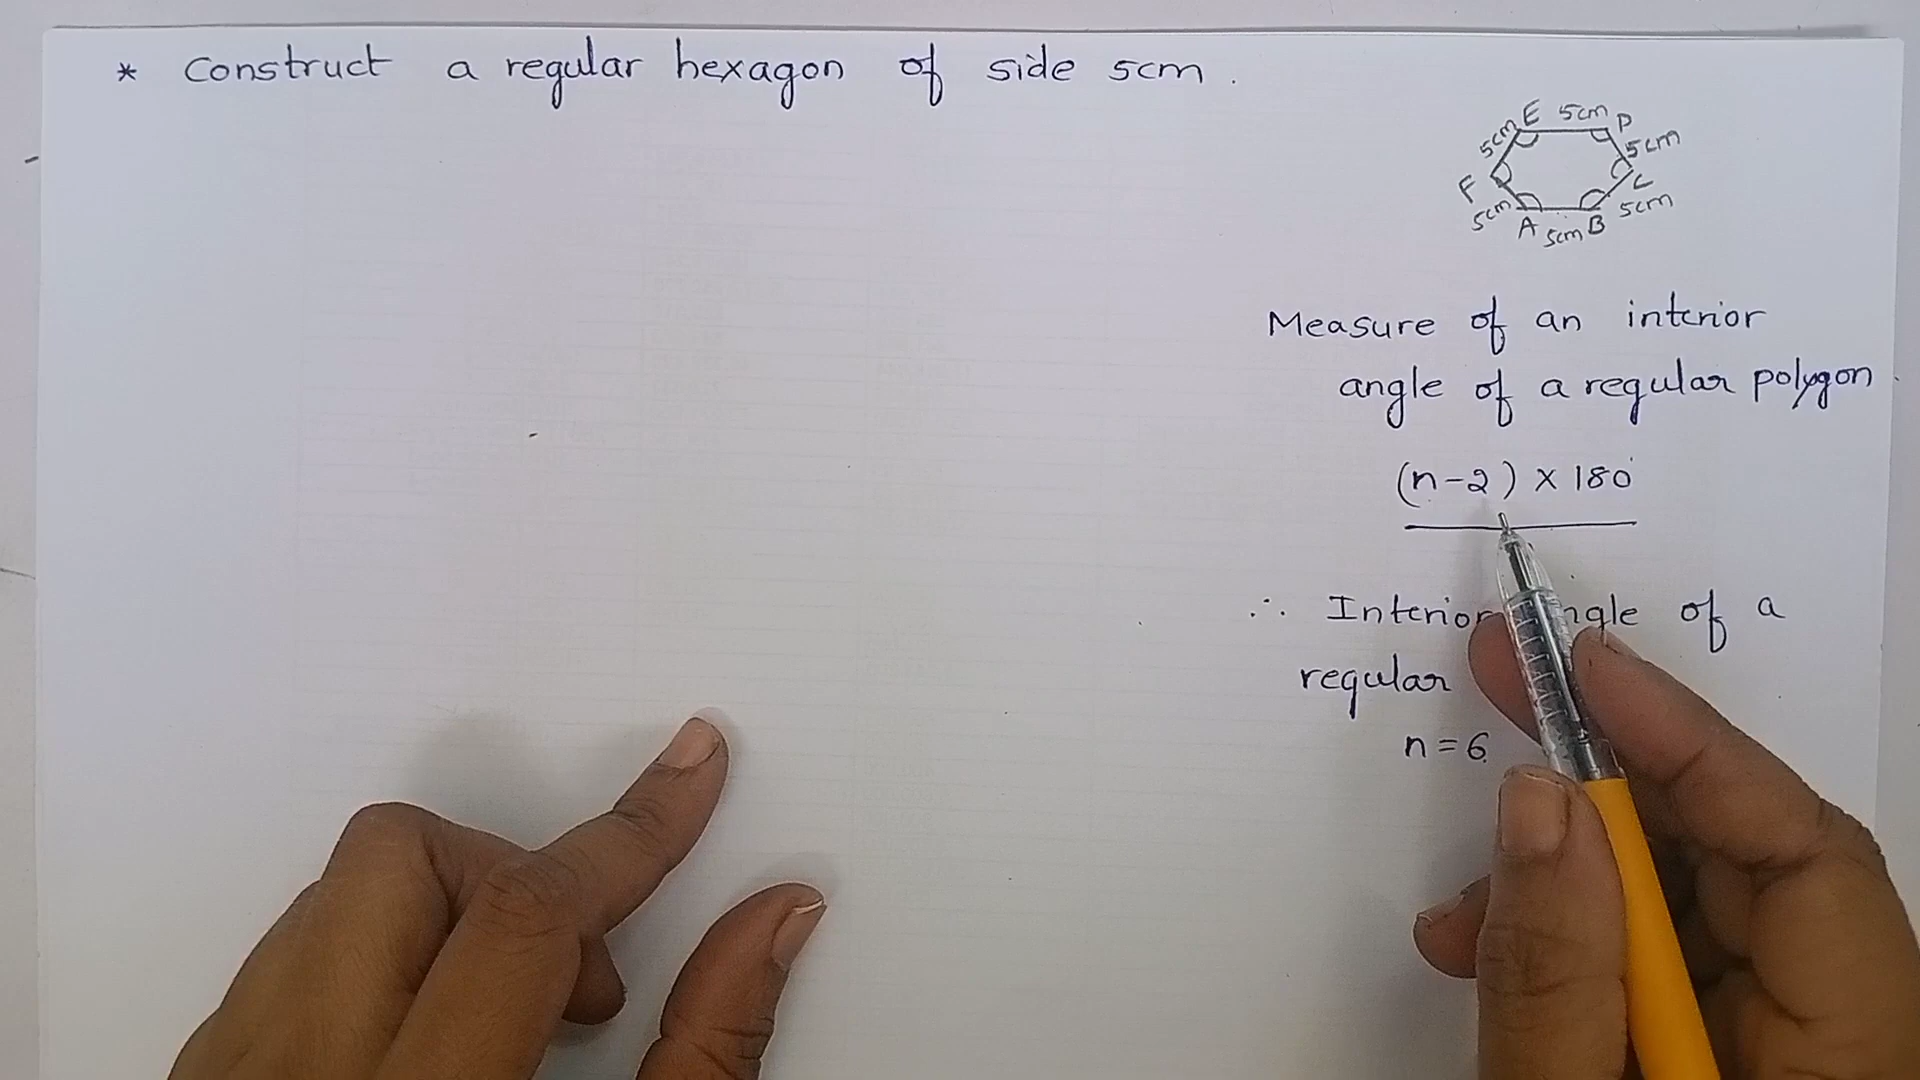 * Construct a regular hexagon of side 5cm.
E 5cm D
5cm 5cm
F C
5cm 5cm
A 5cm B
Measure of an interior
angle of a regular polygon
(n-2) × 180°
∴ Interior of a
regular
n = 6